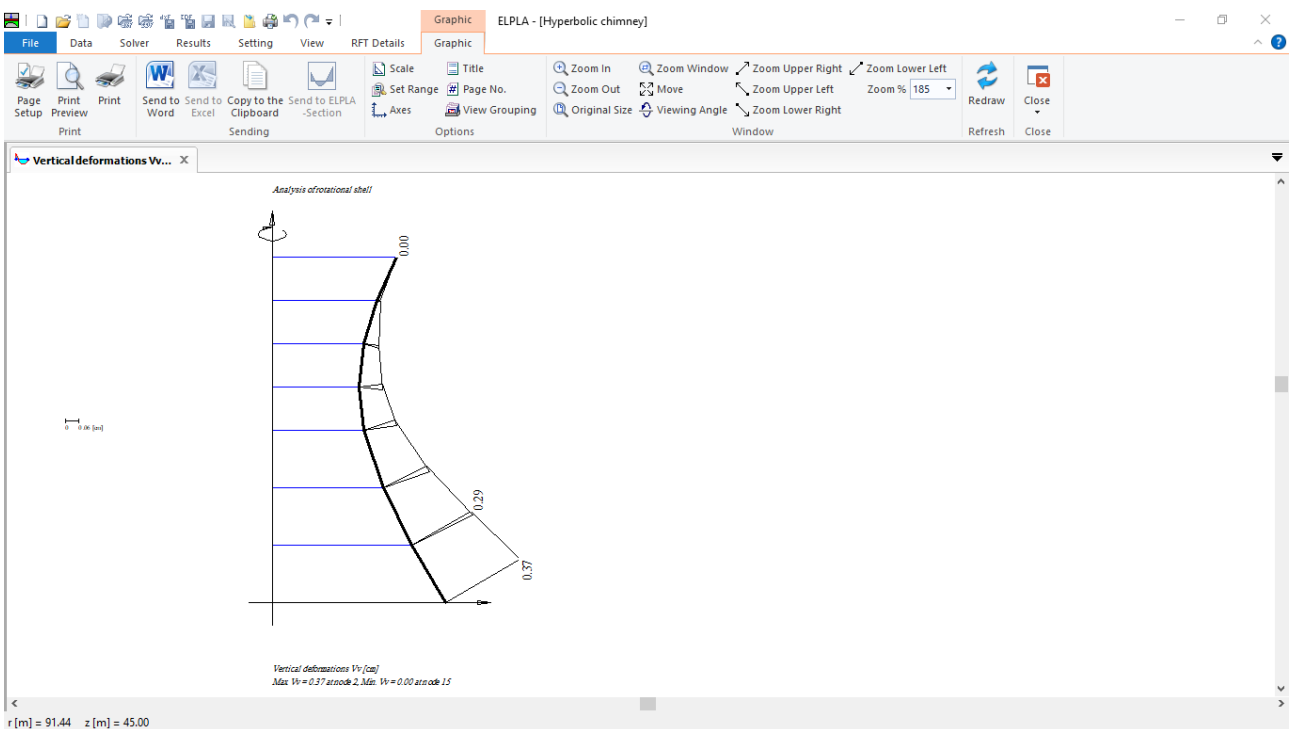 Graphic
ELPLA - [Hyperbolic chimney]
File Data Solver Results Setting View RFT Details Graphic
Scale Title Zoom In Zoom Window Zoom Upper Right Zoom Lower Left
Set Range Page No. Zoom Out Move Zoom Upper Left Zoom % 185
Axes View Grouping Original Size Viewing Angle Zoom Lower Right
Page Print Print Send to Send to Copy to the Send to ELPLA Redraw Close
Setup Preview Word Excel Clipboard -Section
Print Sending Options Window Refresh Close
Vertical deformations Vv... X
Analysis of rotational shell
0.00
0 0.06 [cm]
0.29
0.37
Vertical deformations Vv [cm]
Max. Vv = 0.37 at node 2, Min. Vv = 0.00 at node 15
r [m] = 91.44 z [m] = 45.00